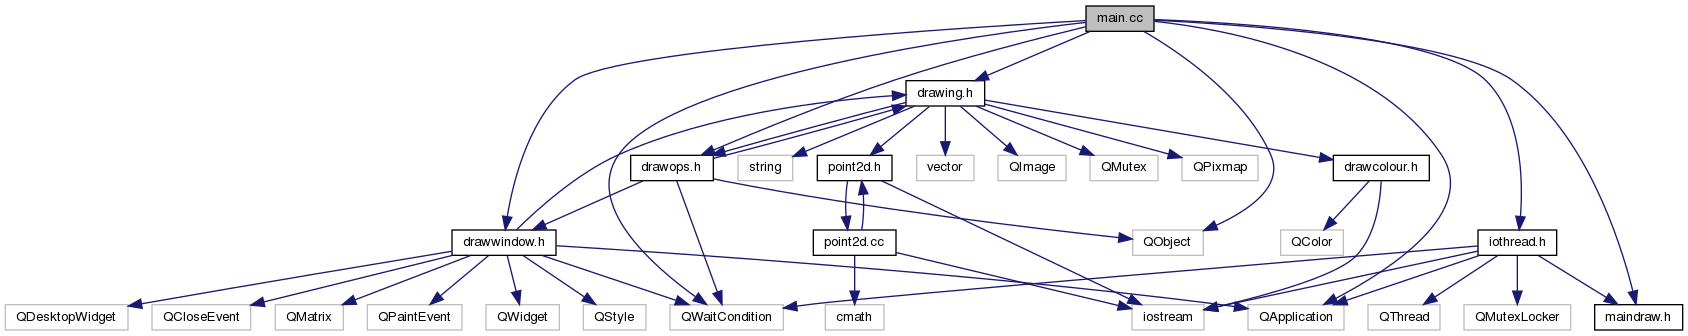 main.cc
drawing.h
drawops.h
string
point2d.h
vector
QImage
QMutex
QPixmap
drawcolour.h
drawwindow.h
point2d.cc
QObject
QColor
iothread.h
QDesktopWidget
QCloseEvent
QMatrix
QPaintEvent
QWidget
QStyle
QWaitCondition
cmath
iostream
QApplication
QThread
QMutexLocker
maindraw.h